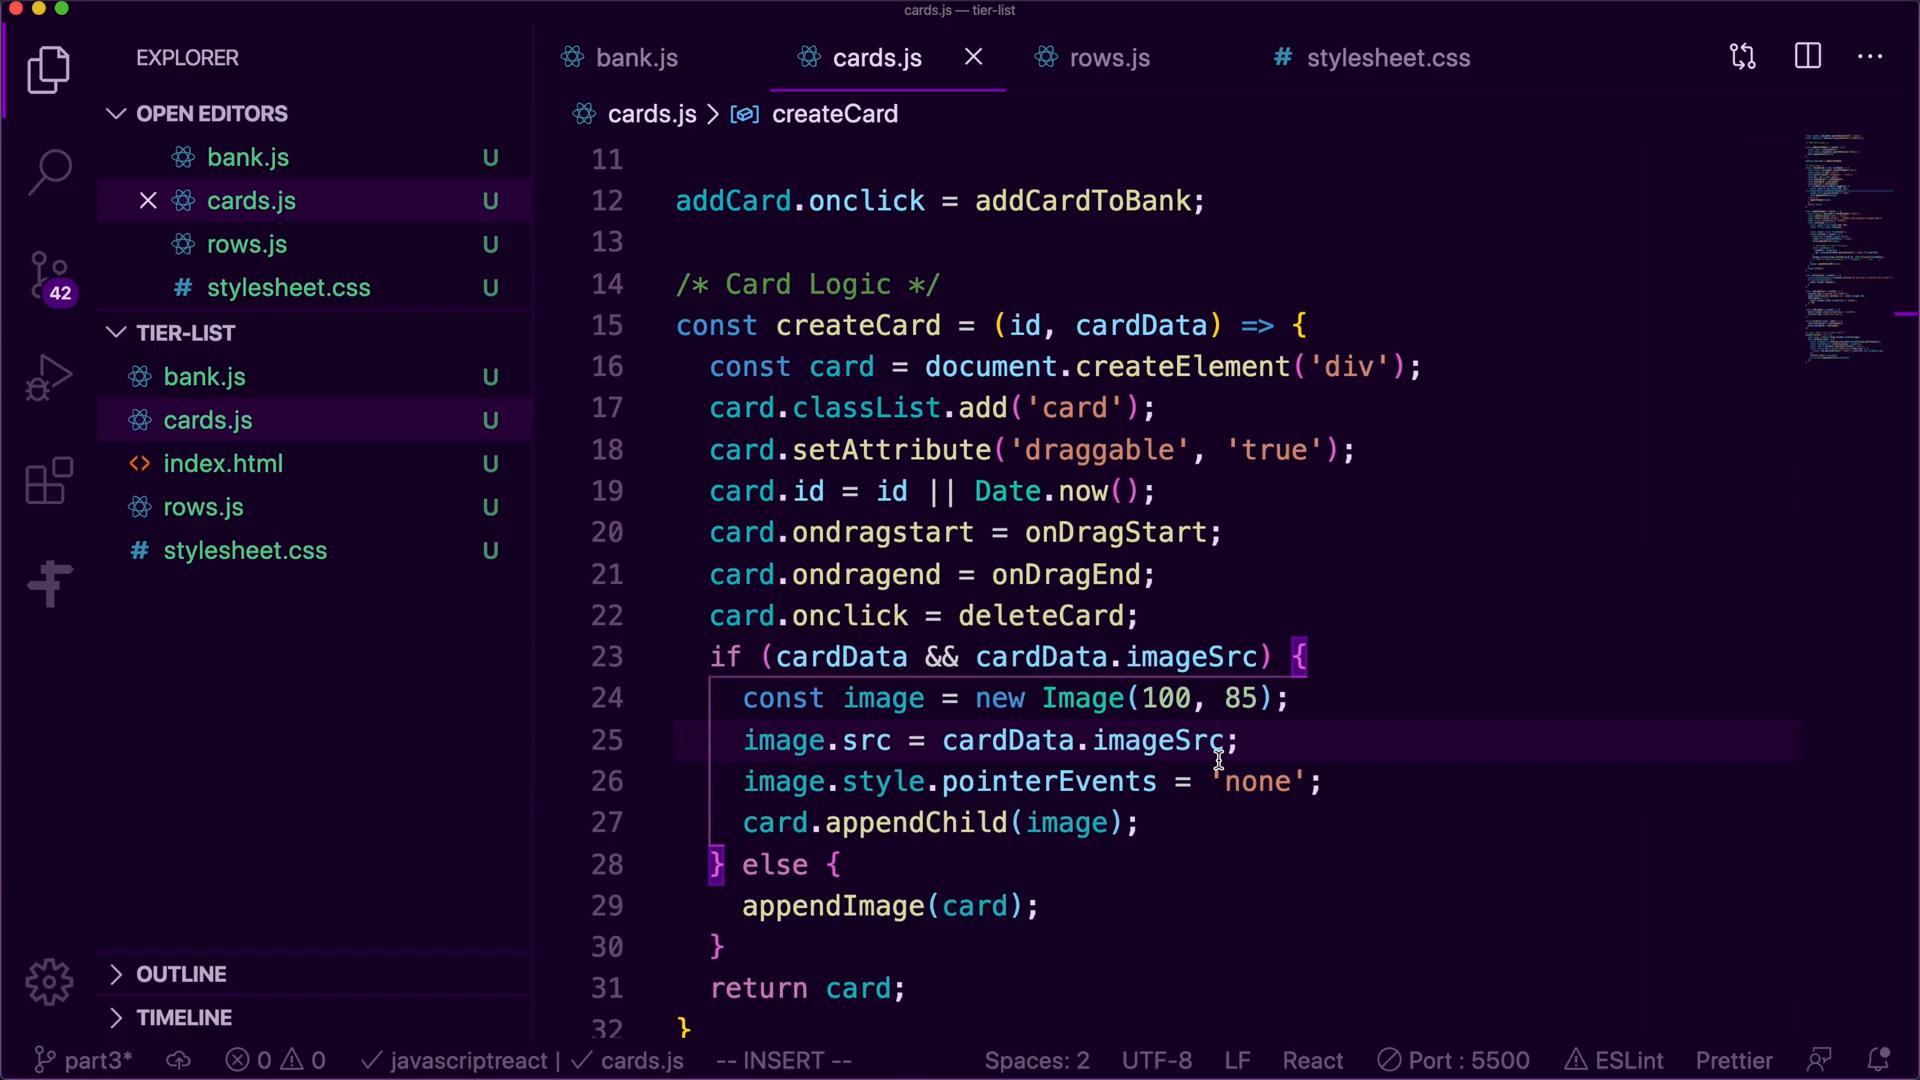 cards.js — tier-list
EXPLORER
OPEN EDITORS
bank.js U
cards.js U
rows.js U
# stylesheet.css U
TIER-LIST
bank.js U
cards.js U
<> index.html U
rows.js U
# stylesheet.css U
42
OUTLINE
TIMELINE
bank.js
cards.js
rows.js
# stylesheet.css
cards.js > createCard
11
12 addCard.onclick = addCardToBank;
13
14 /* Card Logic */
15 const createCard = (id, cardData) => {
16 const card = document.createElement('div');
17 card.classList.add('card');
18 card.setAttribute('draggable', 'true');
19 card.id = id || Date.now();
20 card.ondragstart = onDragStart;
21 card.ondragend = onDragEnd;
22 card.onclick = deleteCard;
23 if (cardData && cardData.imageSrc) {
24 const image = new Image(100, 85);
25 image.src = cardData.imageSrc;
26 image.style.pointerEvents = 'none';
27 card.appendChild(image);
28 } else {
29 appendImage(card);
30 }
31 return card;
32 }
part3* 0 0 javascriptreact | cards.js -- INSERT -- Spaces: 2 UTF-8 LF React Port : 5500 ESLint Prettier